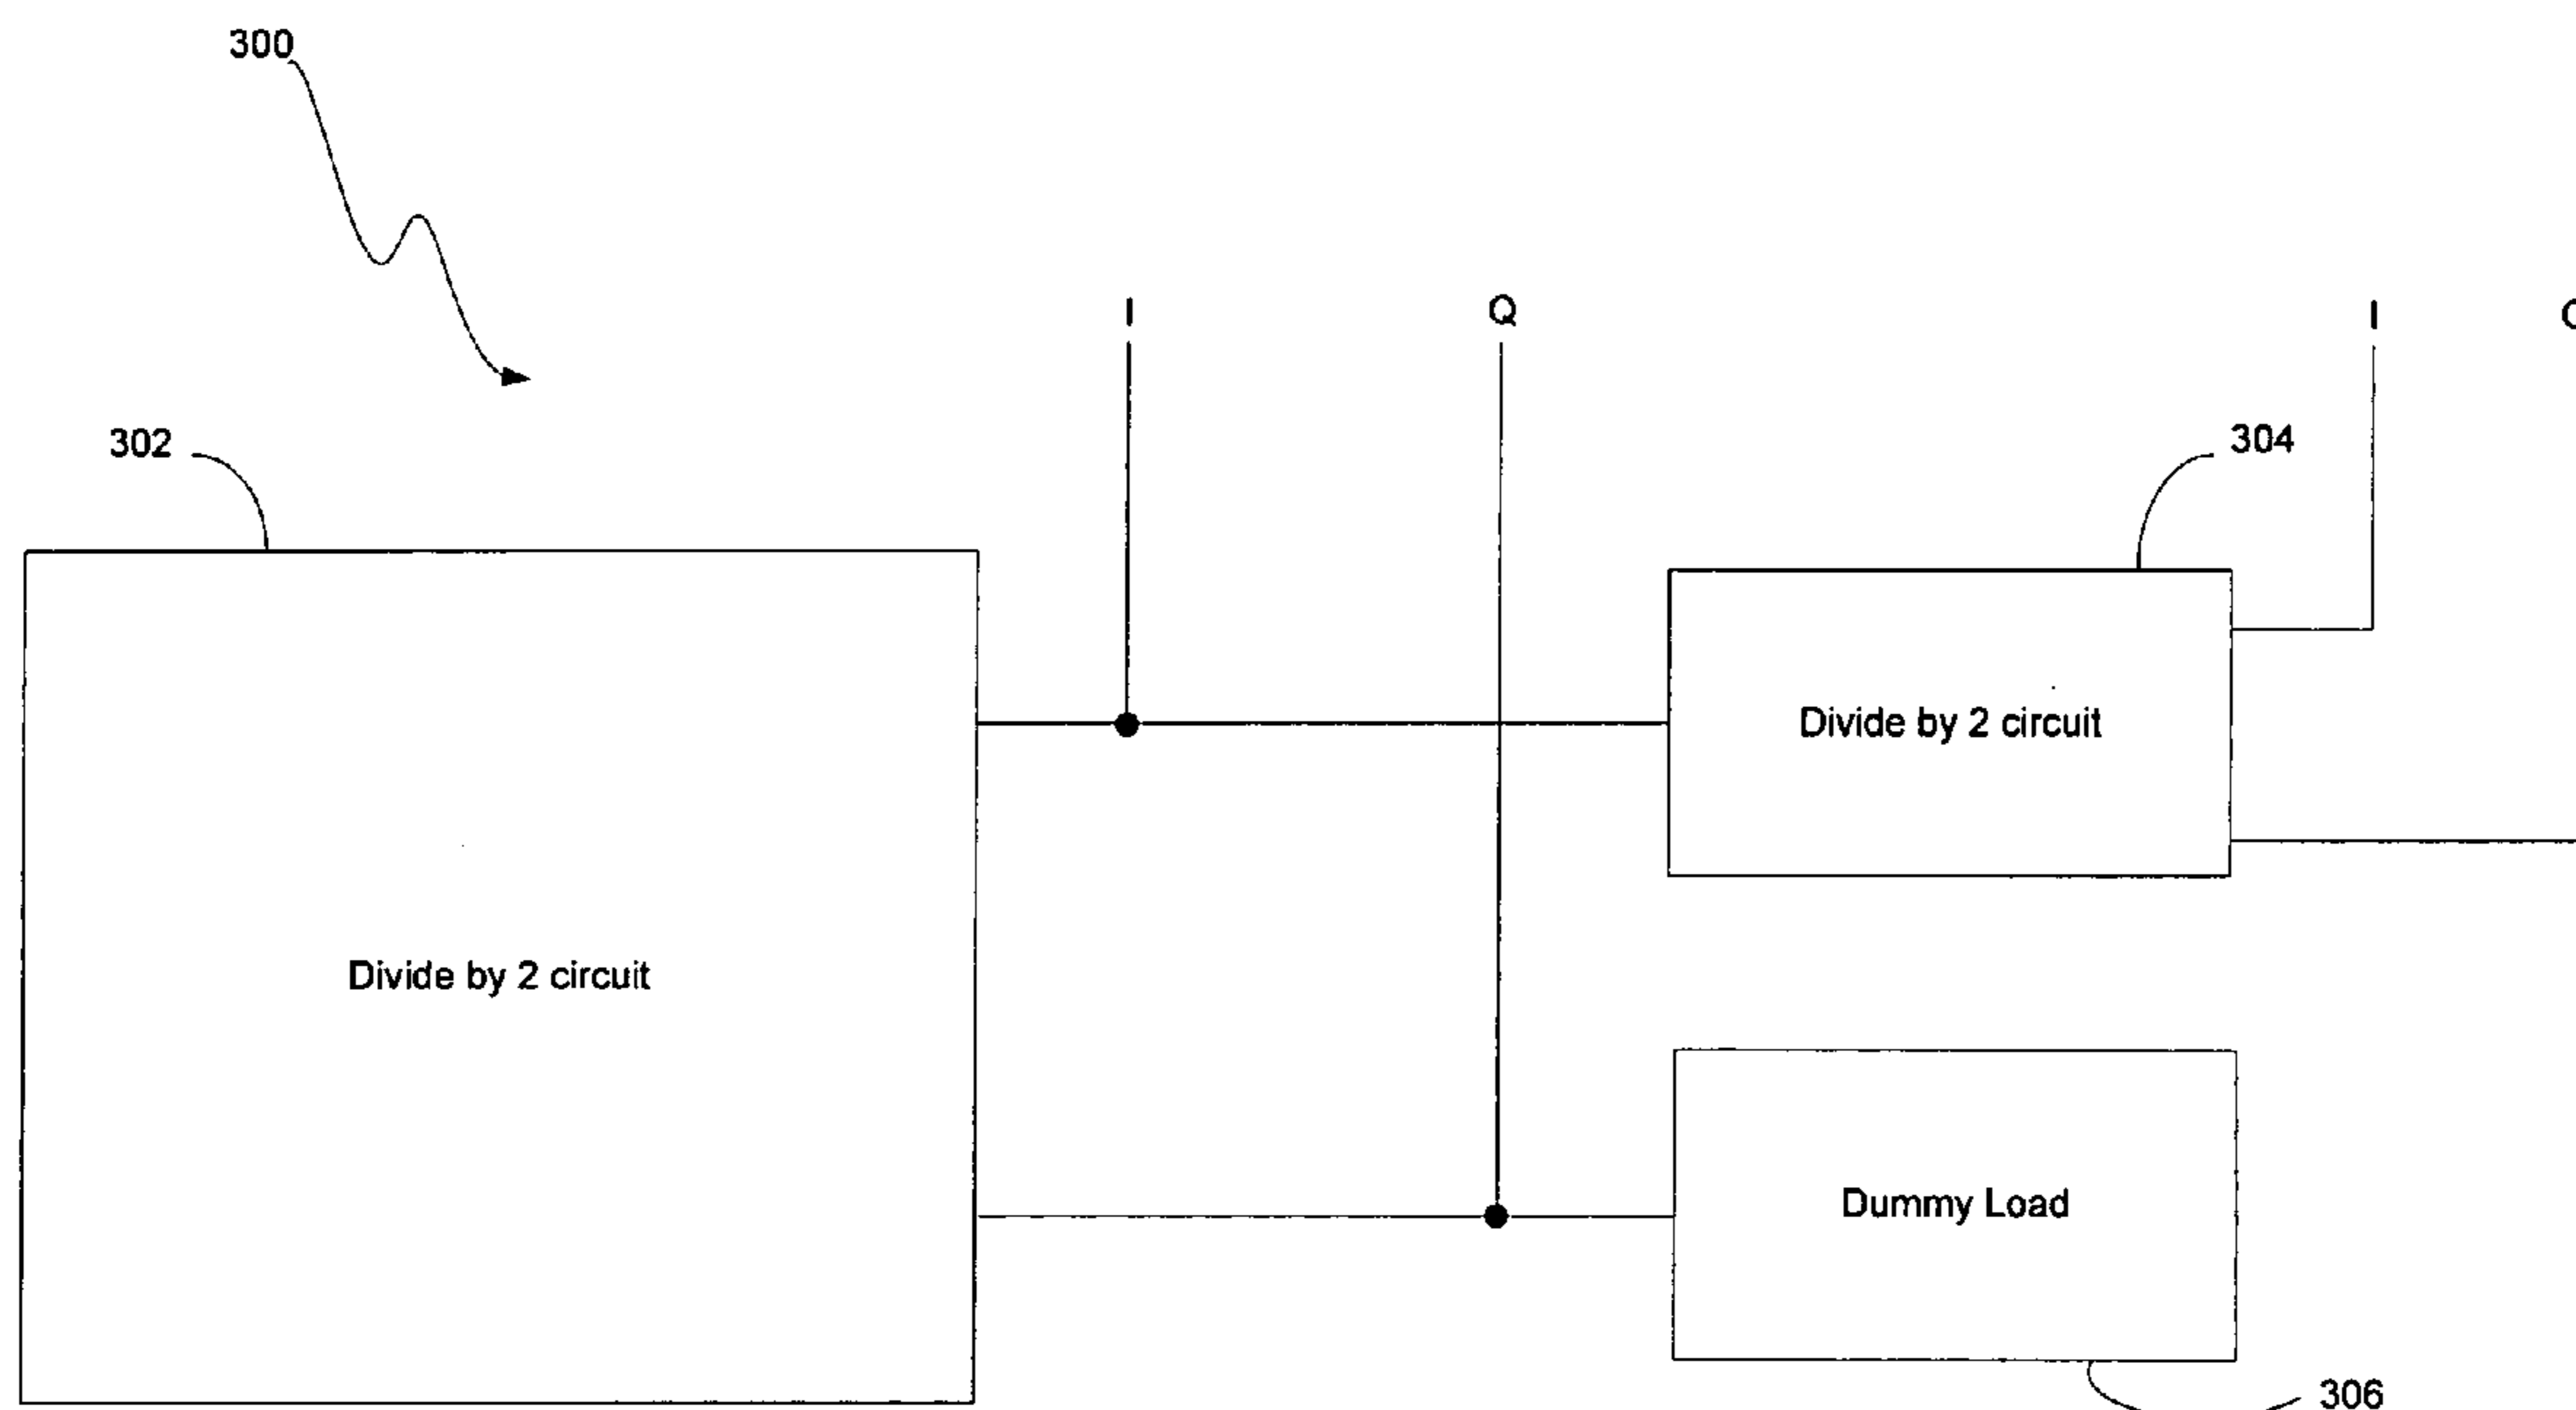 300
I
Q
I
302
304
Divide by 2 circuit
Divide by 2 circuit
Dummy Load
306